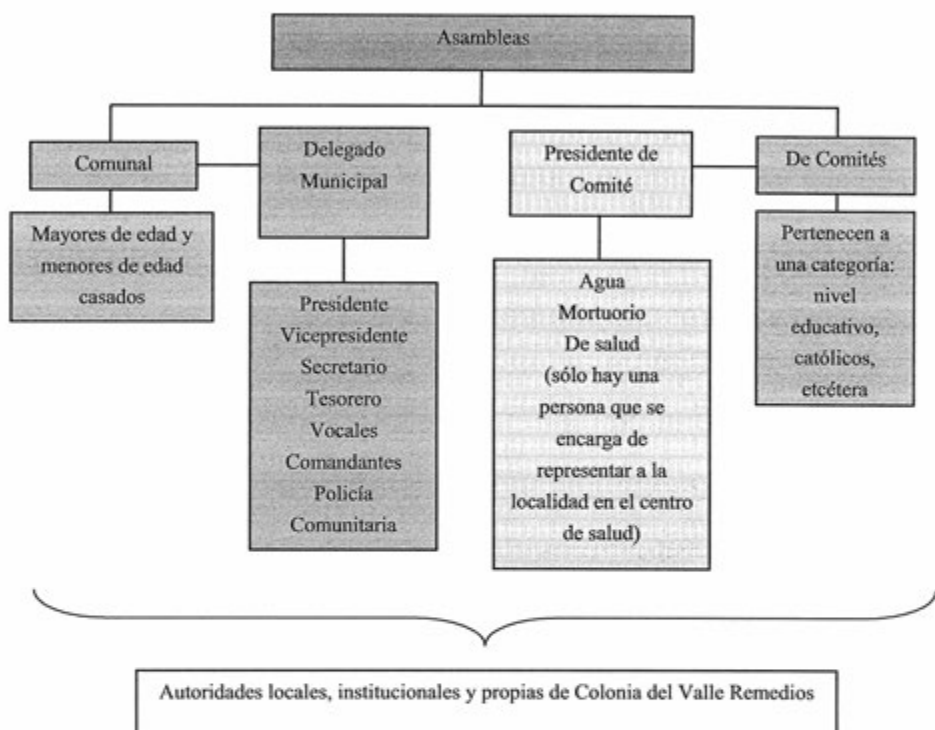 Asambleas
Comunal
Delegado
Municipal
Presidente de
Comité
De Comités
Mayores de edad y
menores de edad
casados
Presidente
Vicepresidente
Secretario
Tesorero
Vocales
Comandantes
Policía
Comunitaria
Agua
Mortuorio
De salud
(sólo hay una
persona que se
encarga de
representar a la
localidad en el centro
de salud)
Pertenecen a
una categoría:
nivel
educativo,
católicos,
etcétera
Autoridades locales, institucionales y propias de Colonia del Valle Remedios